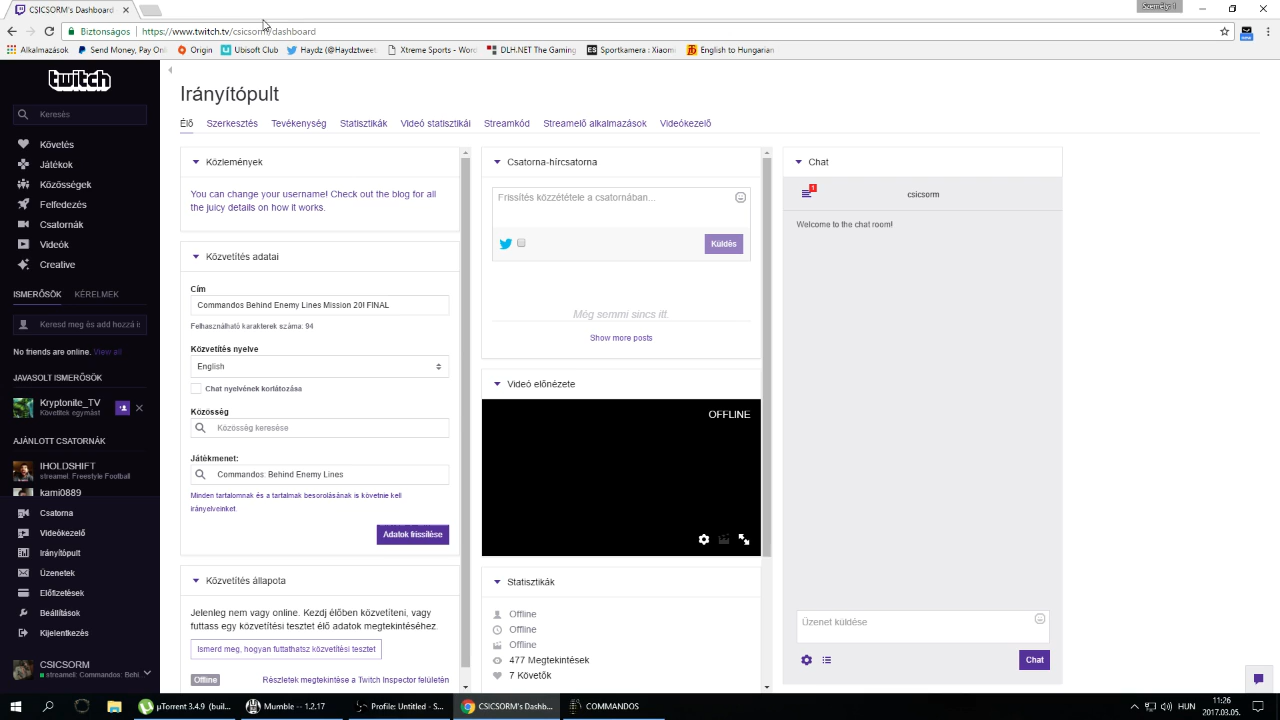 CSICSORM's Dashboard
Személy 1
Biztonságos | https://www.twitch.tv/csicsorm/dashboard
Alkalmazások
Pay Online, Send Money, Pay Onl
Origin
Ubisoft Club
Haydz (@Haydztwees
Xtreme Sports - 1
DLH.NET The Gaming
Sportkamera : Xiaomi
English to Hungarian
twitch
Keresés
Követés
Játékok
Közösségek
Felfedezés
Csatornák
Videók
Creative
ISMERŐSÖK
KÉRELMEK
Keresd meg és add hozzá is
No friends are online. View all
JAVASOLT ISMERŐSÖK
Kryptonite_TV
Követitek egymást
AJÁNLOTT CSATORNÁK
IHOLDSHIFT
streamel: Freestyle Football
kami0889
Csatorna
Videókezelő
Irányítópult
Üzenetek
Előfizetések
Beállítások
Kijelentkezés
CSICSORM
streamel: Commandos: Behi...
Irányítópult
Élő
Szerkesztés
Tevékenység
Statisztikák
Videó statisztikái
Streamkód
Streamelő alkalmazások
Videókezelő
Közlemények
You can change your username! Check out the blog for all
the juicy details on how it works.
Közvetítés adatai
Cím
Commandos Behind Enemy Lines Mission 20! FINAL
Felhasználható karakterek száma: 94
Közvetítés nyelve
English
Chat nyelvének korlátozása
Közösség
Közösség keresése
Játékmenet:
Commandos: Behind Enemy Lines
Minden tartalomnak és a tartalmak besorolásának is követnie kell
irányelveinket.
Adatok frissítése
Közvetítés állapota
Jelenleg nem vagy online. Kezdj élőben közvetíteni, vagy
futtass egy közvetítési tesztet élő adatok megtekintéséhez.
Ismerd meg, hogyan futtathatsz közvetítési tesztet
Offline
Részletek megtekintése a Twitch Inspector felületén
Csatorna-hírcsatorna
Frissítés közzététele a csatornában...
Küldés
Még semmi sincs itt.
Show more posts
Videó előnézete
OFFLINE
Statisztikák
Offline
Offline
Offline
477 Megtekintések
7 Követők
Chat
1
csicsorm
Welcome to the chat room!
Üzenet küldése
Chat
µTorrent 3.4.9 (buil...
Mumble -- 1.2.17
Profile: Untitled - S...
CSICSORM's Dashb...
COMMANDOS
HUN
11:26
2017.03.05.